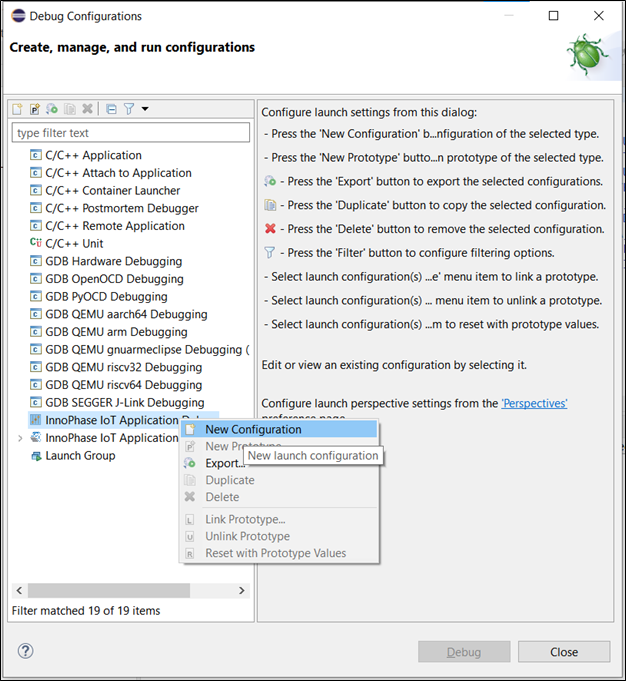 Debug Configurations
Create, manage, and run configurations
type filter text
C/C++ Application
C/C++ Attach to Application
C/C++ Container Launcher
C/C++ Postmortem Debugger
C/C++ Remote Application
C/C++ Unit
GDB Hardware Debugging
GDB OpenOCD Debugging
GDB PyOCD Debugging
GDB QEMU aarch64 Debugging
GDB QEMU arm Debugging
GDB QEMU gnuarmeclipse Debugging (
GDB QEMU riscv32 Debugging
GDB QEMU riscv64 Debugging
GDB SEGGER J-Link Debugging
InnoPhase IoT Application
InnoPhase IoT Application
Launch Group
Filter matched 19 of 19 items
New Configuration
New Prototype
New launch configuration
Export...
Duplicate
Delete
Link Prototype...
Unlink Prototype
Reset with Prototype Values
Configure launch settings from this dialog:
- Press the 'New Configuration' b...nfiguration of the selected type.
- Press the 'New Prototype' butto...n prototype of the selected type.
- Press the 'Export' button to export the selected configurations.
- Press the 'Duplicate' button to copy the selected configuration.
- Press the 'Delete' button to remove the selected configuration.
- Press the 'Filter' button to configure filtering options.
- Select launch configuration(s) ...e' menu item to link a prototype.
- Select launch configuration(s) ... menu item to unlink a prototype.
- Select launch configuration(s) ...m to reset with prototype values.
Edit or view an existing configuration by selecting it.
Configure launch perspective settings from the 'Perspectives'
preference page.
Debug
Close